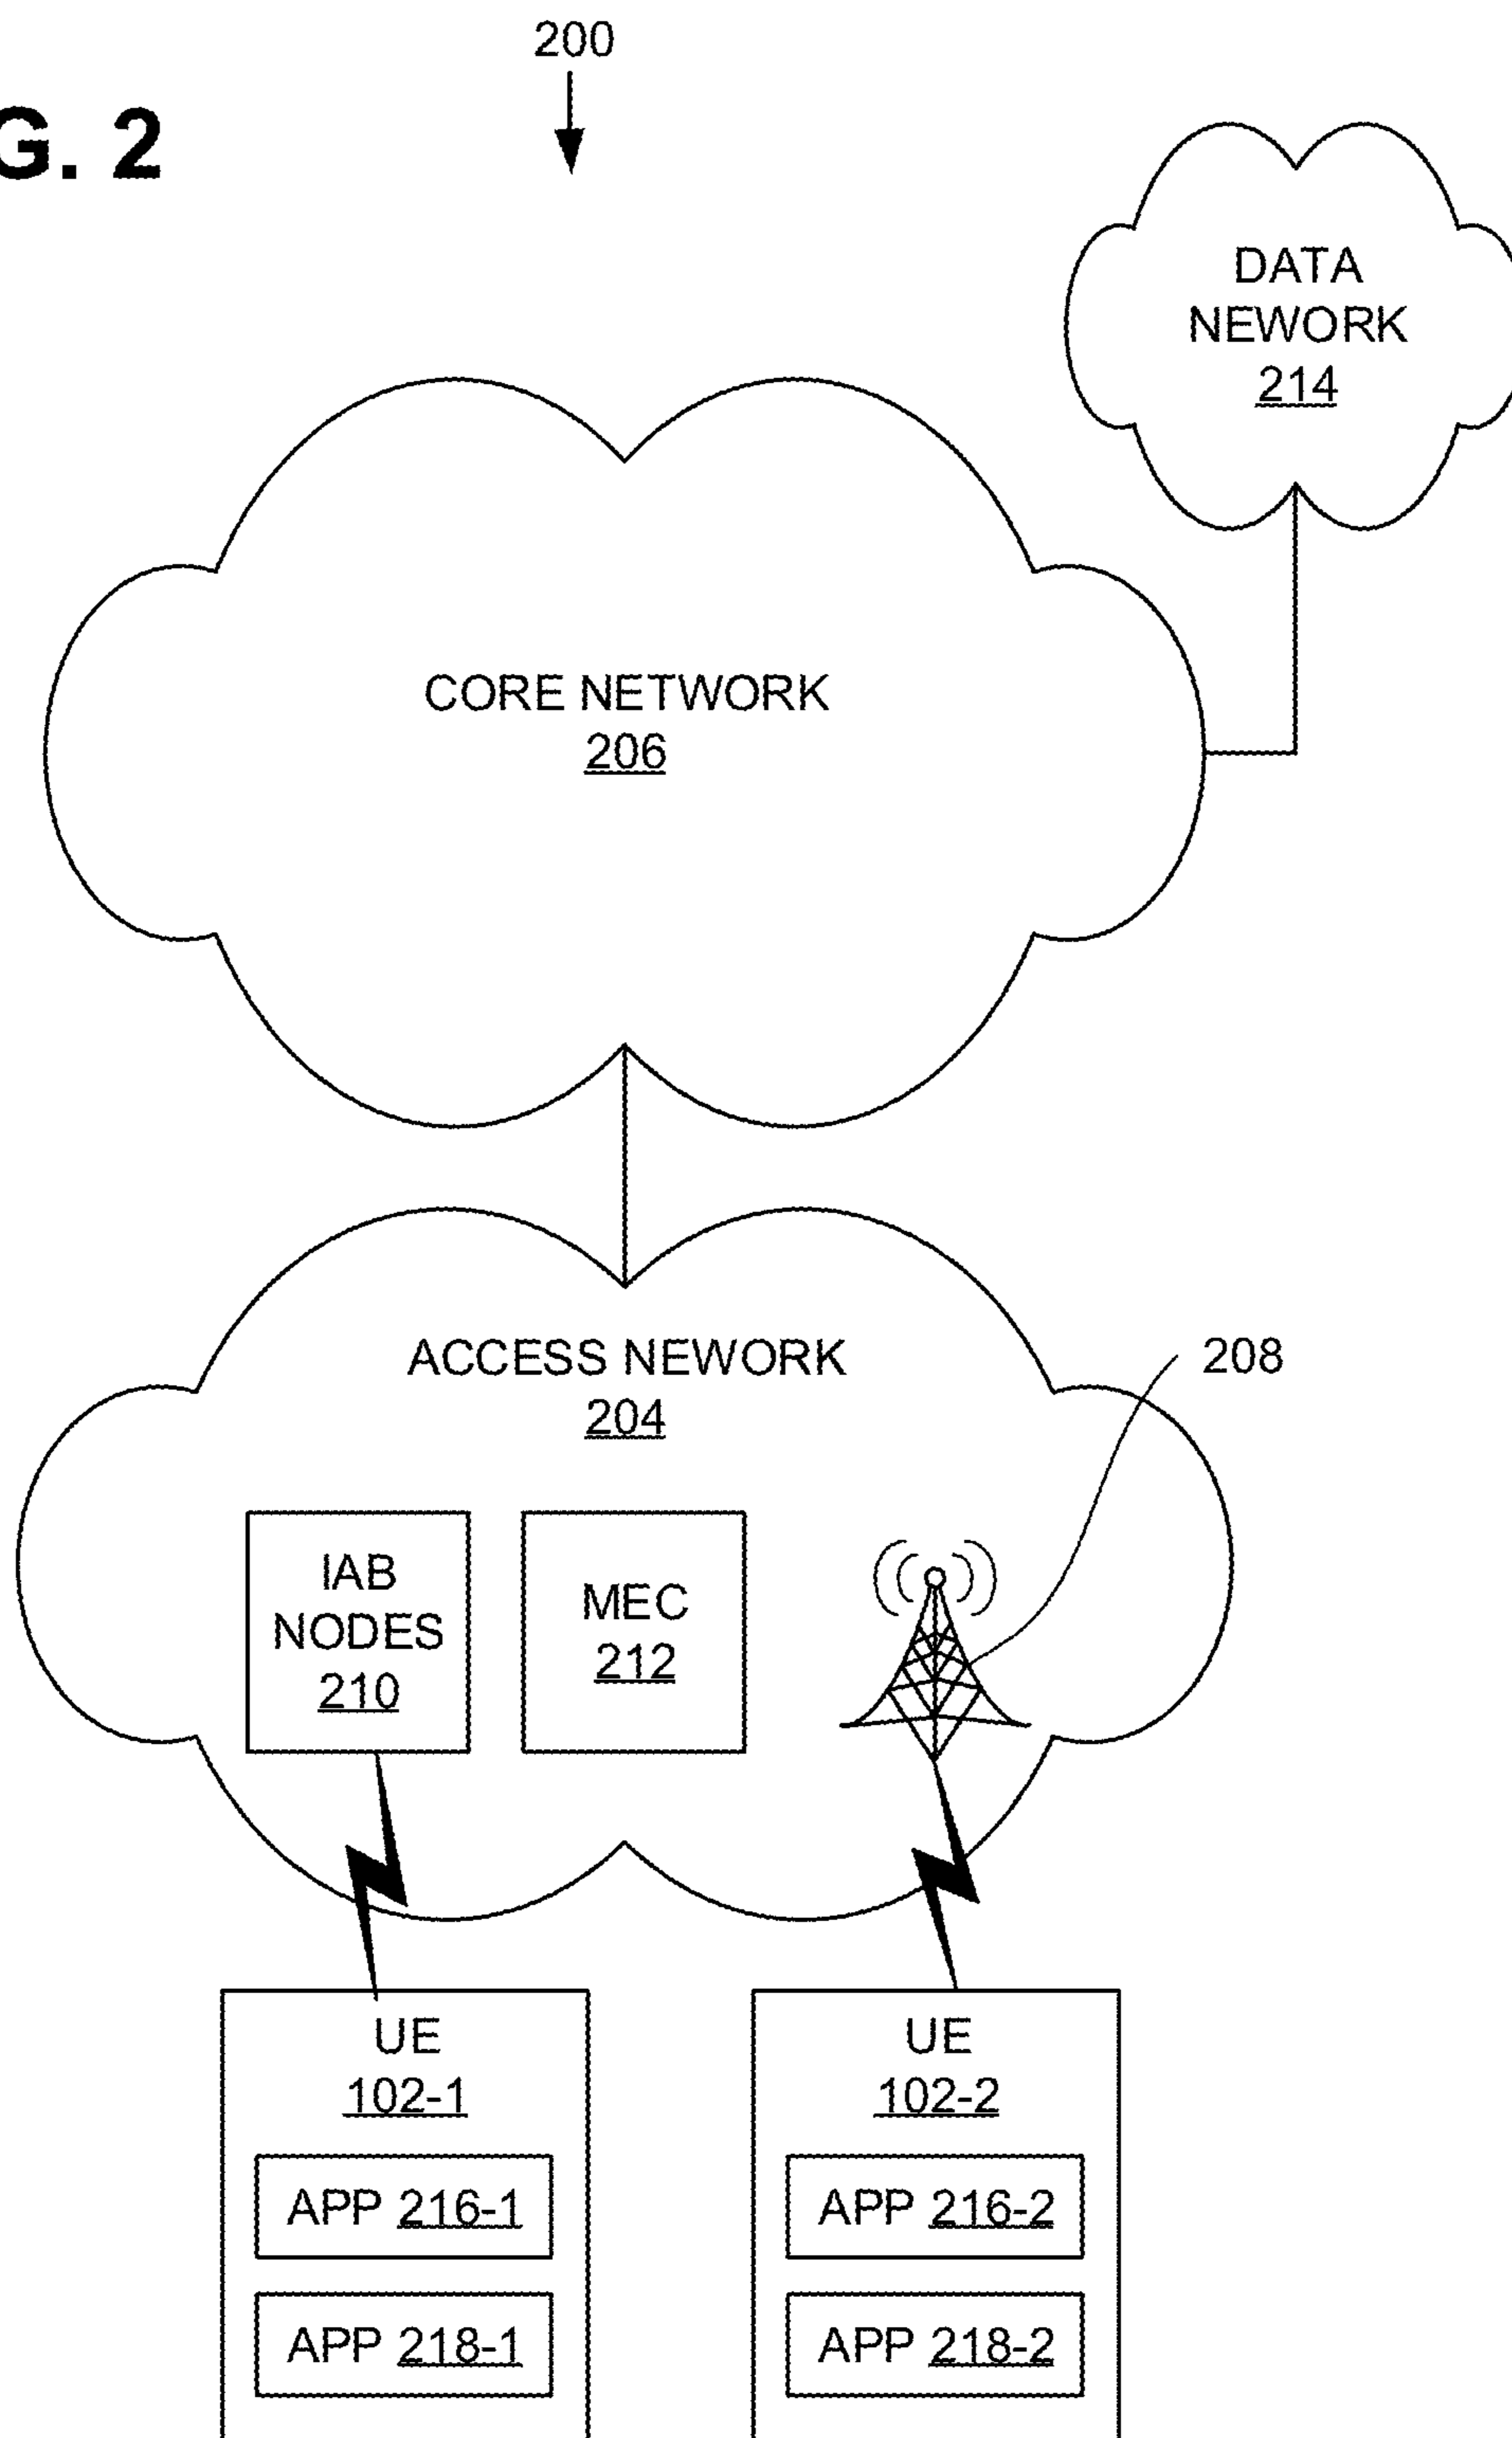 200
G. 2
DATA
NEWORK
214
CORE NETWORK
206
ACCESS NEWORK
204
208
IAB
NODES
210
MEC
212
UE
102-1
UE
102-2
APP 216-1
APP 216-2
APP 218-1
APP 218-2